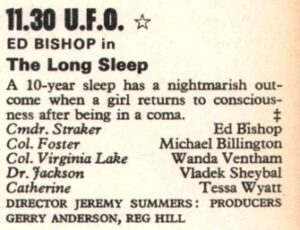 11.30 U.F.O. ☆
ED BISHOP in
The Long Sleep
A 10-year sleep has a nightmarish out-
come when a girl returns to conscious-
ness after being in a coma. ‡
Cmdr. Straker Ed Bishop
Col. Foster Michael Billington
Col. Virginia Lake Wanda Ventham
Dr. Jackson Vladek Sheybal
Catherine Tessa Wyatt
DIRECTOR JEREMY SUMMERS: PRODUCERS
GERRY ANDERSON, REG HILL